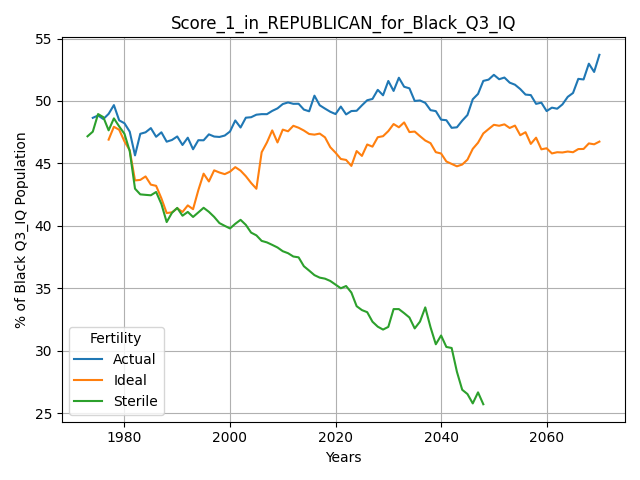 Score_1_in_REPUBLICAN_for_Black_Q3_IQ
% of Black Q3_IQ Population
55
50
45
40
35
30
25
Fertility
Actual
Ideal
Sterile
1980 2000 2020 2040 2060
Years